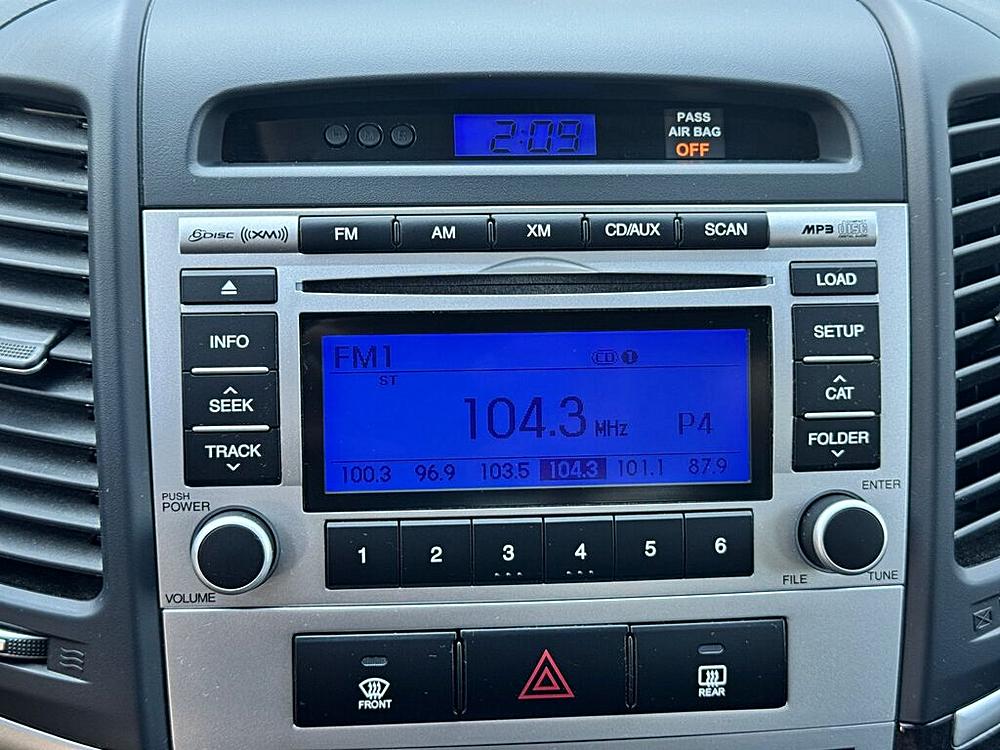 H M R
2:09
PASS
AIR BAG
OFF
6DISC ((XM))
FM AM XM CD/AUX SCAN
MP3
LOAD
INFO
SEEK
TRACK
SETUP
CAT
FOLDER
FM1 CD 1
ST
104.3 MHz P4
100.3 96.9 103.5 104.3 101.1 87.9
PUSH
POWER
VOLUME
ENTER
FILE TUNE
1 2 3 4 5 6
FRONT
REAR